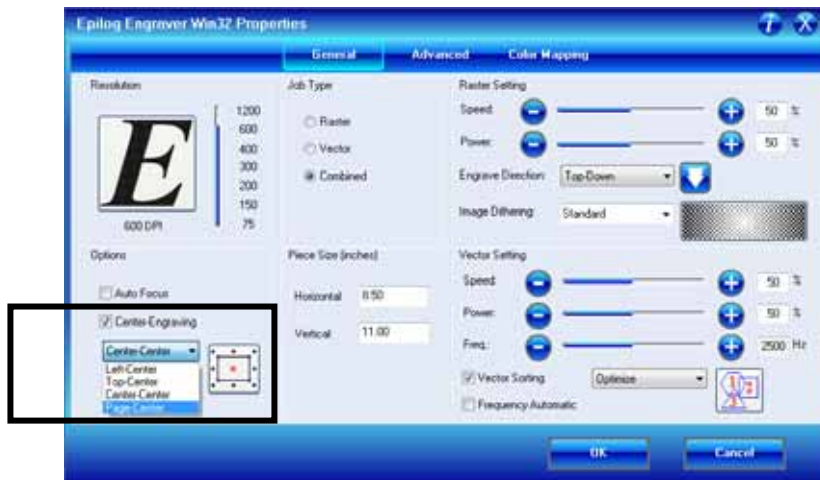 Epilog Engraver Win32 Properties
General Advanced Color Mapping
Resolution
E
1200
600
400
300
200
150
75
600 DPI
Job Type
Raster
Vector
Combined
Raster Setting
Speed: 50 %
Power: 50 %
Engrave Direction: Top-Down
Image Dithering: Standard
Options
Auto Focus
Center-Engraving
Center-Center
Left-Center
Top-Center
Center-Center
Page-Center
Piece Size (inches)
Horizontal 8.50
Vertical 11.00
Vector Setting
Speed: 50 %
Power: 50 %
Freq.: 2500 Hz
Vector Sorting Optimize
Frequency Automatic
OK Cancel